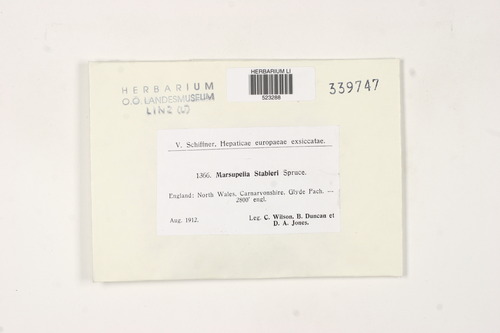 HERBARIUM LI
523288
339747
HERBARIUM
O.Ö. LANDESMUSEUM
LINZ (LI)
V. Schiffner, Hepaticae europaeae exsiccatae.
1366. Marsupella Stableri Spruce.
England: North Wales, Carnarvonshire, Glyde Fach. —
2800' engl.
Aug. 1912.
Leg. C. Wilson, B. Duncan et
D. A. Jones.